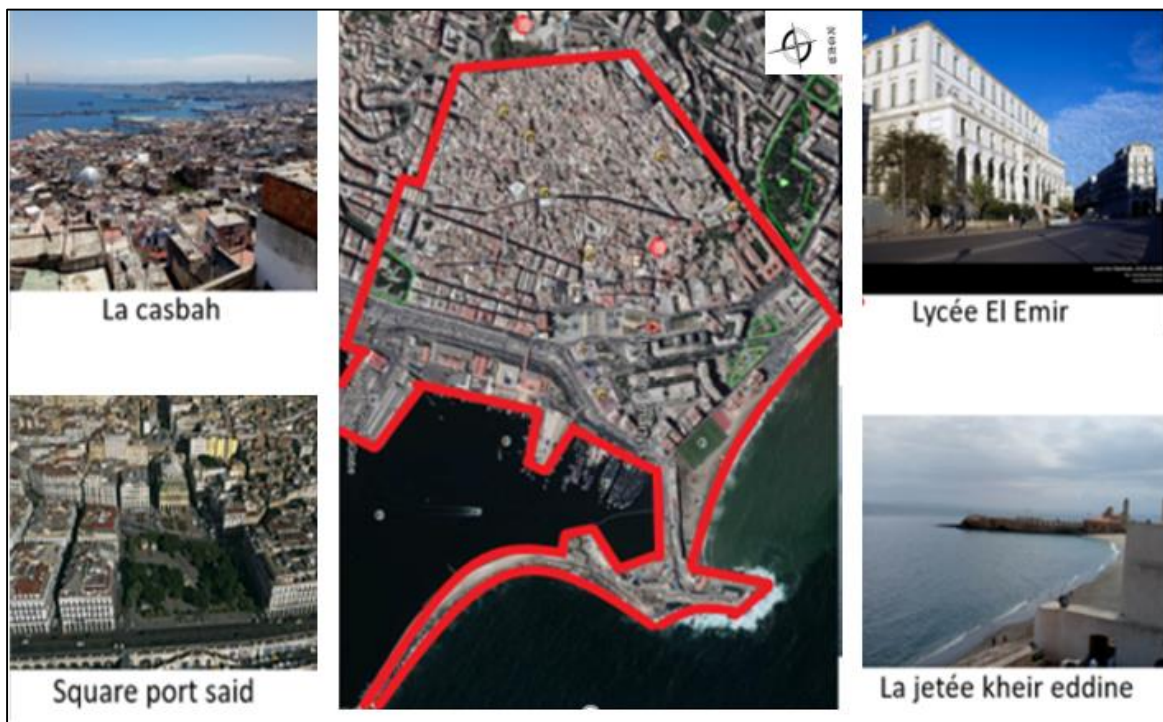 La casbah
Lycée El Emir
Square port said
La jetée kheir eddine